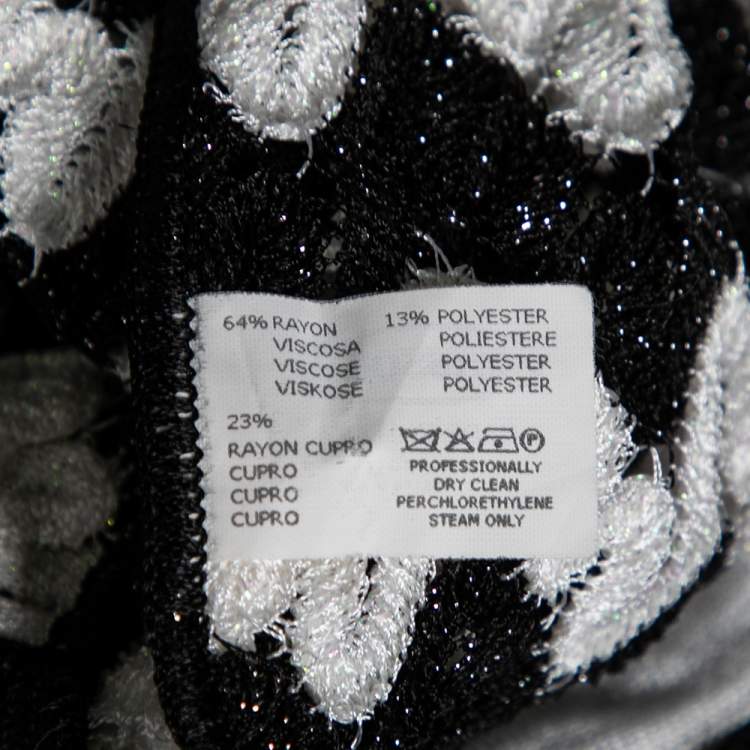 64% RAYON
VISCOSA
VISCOSE
VISKOSE
13% POLYESTER
POLIESTERE
POLYESTER
POLYESTER
23%
RAYON CUPRO
CUPRO
CUPRO
CUPRO
P
PROFESSIONALLY
DRY CLEAN
PERCHLORETHYLENE
STEAM ONLY